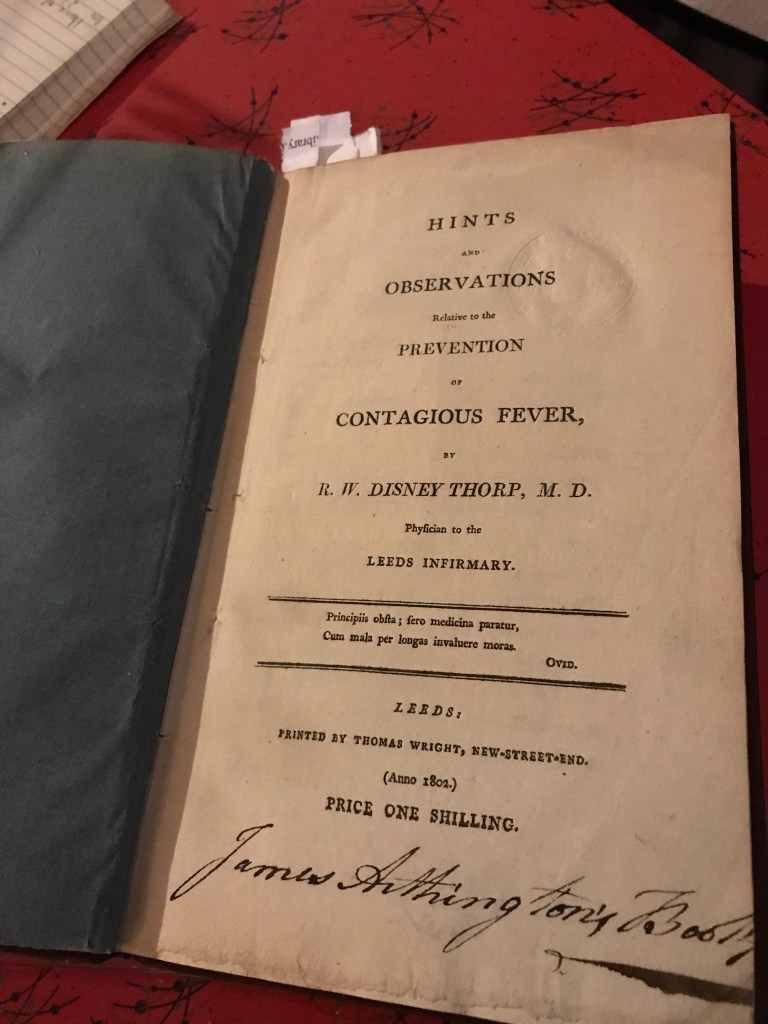 library
HINTS
AND
OBSERVATIONS
Relative to the
PREVENTION
OF
CONTAGIOUS FEVER,
BY
R. W. DISNEY THORP, M. D.
Phyſician to the
LEEDS INFIRMARY.
Principiis obſta; ſero medicina paratur,
Cum mala per longas invaluere moras.
OVID.
LEEDS:
PRINTED BY THOMAS WRIGHT, NEW-STREET-END.
(Anno 1802.)
PRICE ONE SHILLING.
James Arthington's Book